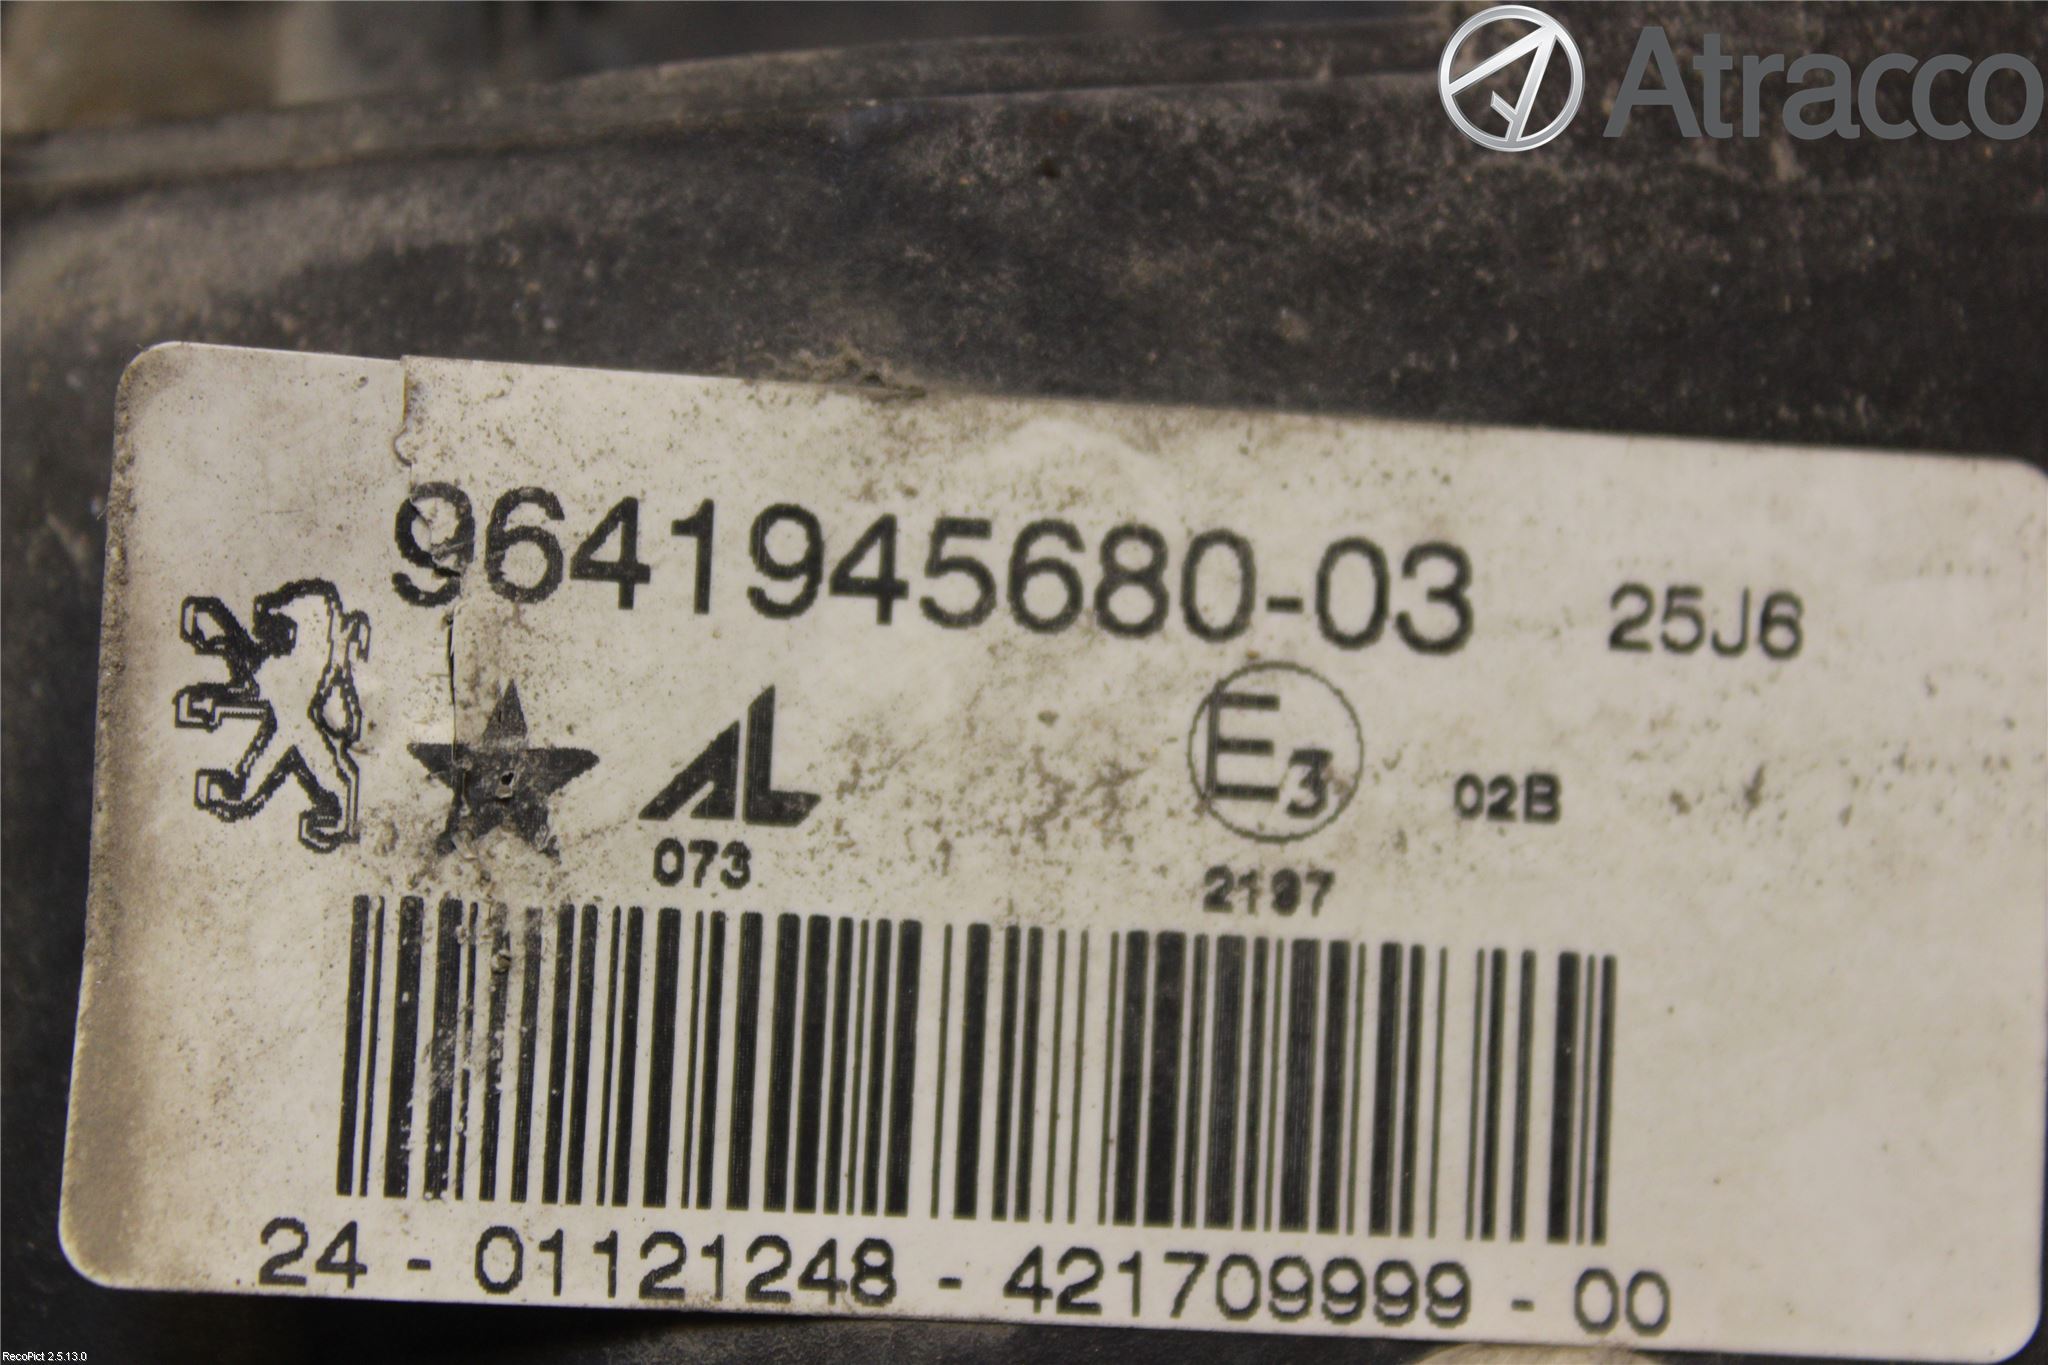 Atracco
9641945680-03 25J6
AL
E3 02B
073
2197
24 - 01121248 - 421709999 - 00
RecoPict 2.5.13.0